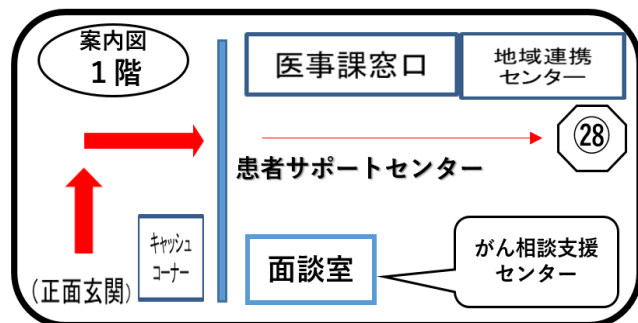 案内図
1階
医事課窓口
地域連携
センター
㉘
患者サポートセンター
(正面玄関)
キャッシュ
コーナー
面談室
がん相談支援
センター